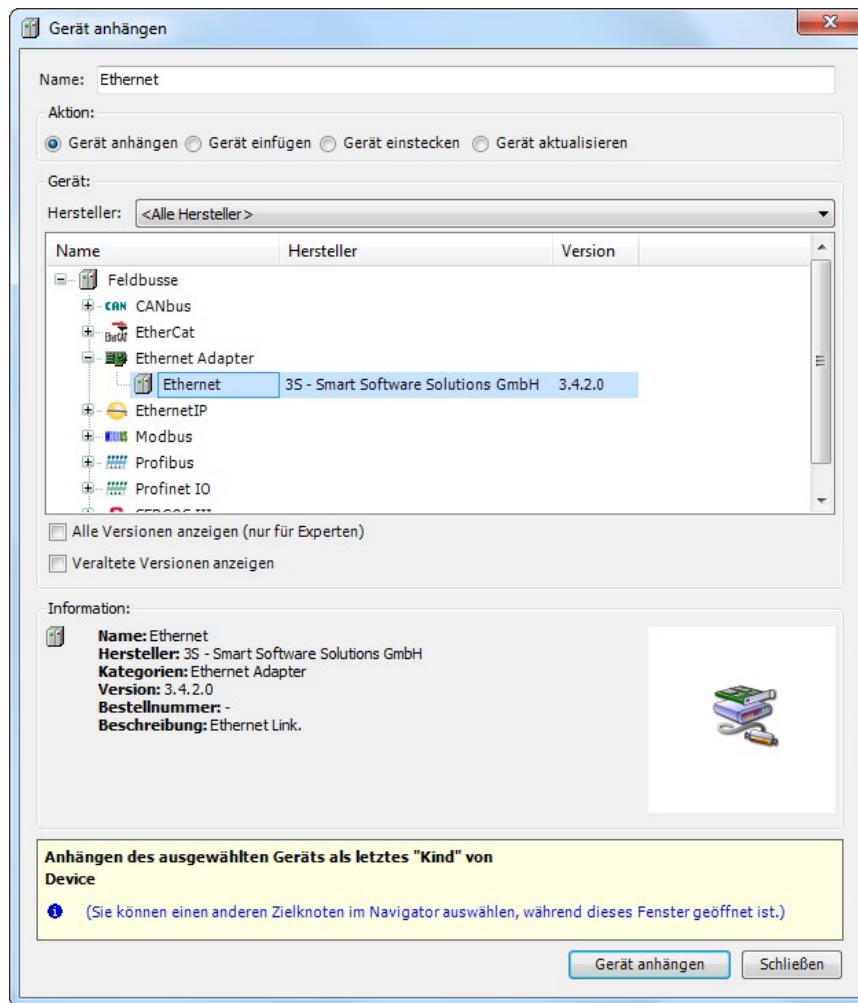 Gerät anhängen
Name: Ethernet
Aktion:
Gerät anhängen Gerät einfügen Gerät einstecken Gerät aktualisieren
Gerät:
Hersteller: <Alle Hersteller>
Name Hersteller Version
Feldbusse
CAN CANbus
EtherCAT EtherCat
Ethernet Adapter
Ethernet 3S - Smart Software Solutions GmbH 3.4.2.0
EthernetIP
Modbus
Profibus
Profinet IO
Alle Versionen anzeigen (nur für Experten)
Veraltete Versionen anzeigen
Information:
Name: Ethernet
Hersteller: 3S - Smart Software Solutions GmbH
Kategorien: Ethernet Adapter
Version: 3.4.2.0
Bestellnummer: -
Beschreibung: Ethernet Link.
Anhängen des ausgewählten Geräts als letztes "Kind" von
Device
(Sie können einen anderen Zielknoten im Navigator auswählen, während dieses Fenster geöffnet ist.)
Gerät anhängen Schließen